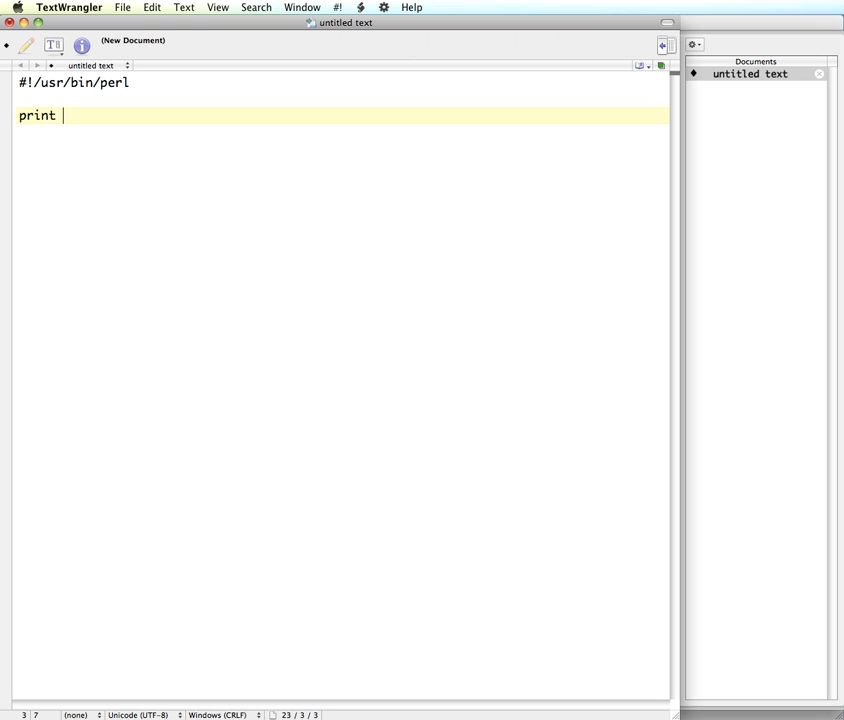 TextWrangler File Edit Text View Search Window #! Help
untitled text
(New Document)
untitled text
Documents
untitled text
#!/usr/bin/perl
print
3 7 (none) Unicode (UTF-8) Windows (CRLF) 23 / 3 / 3